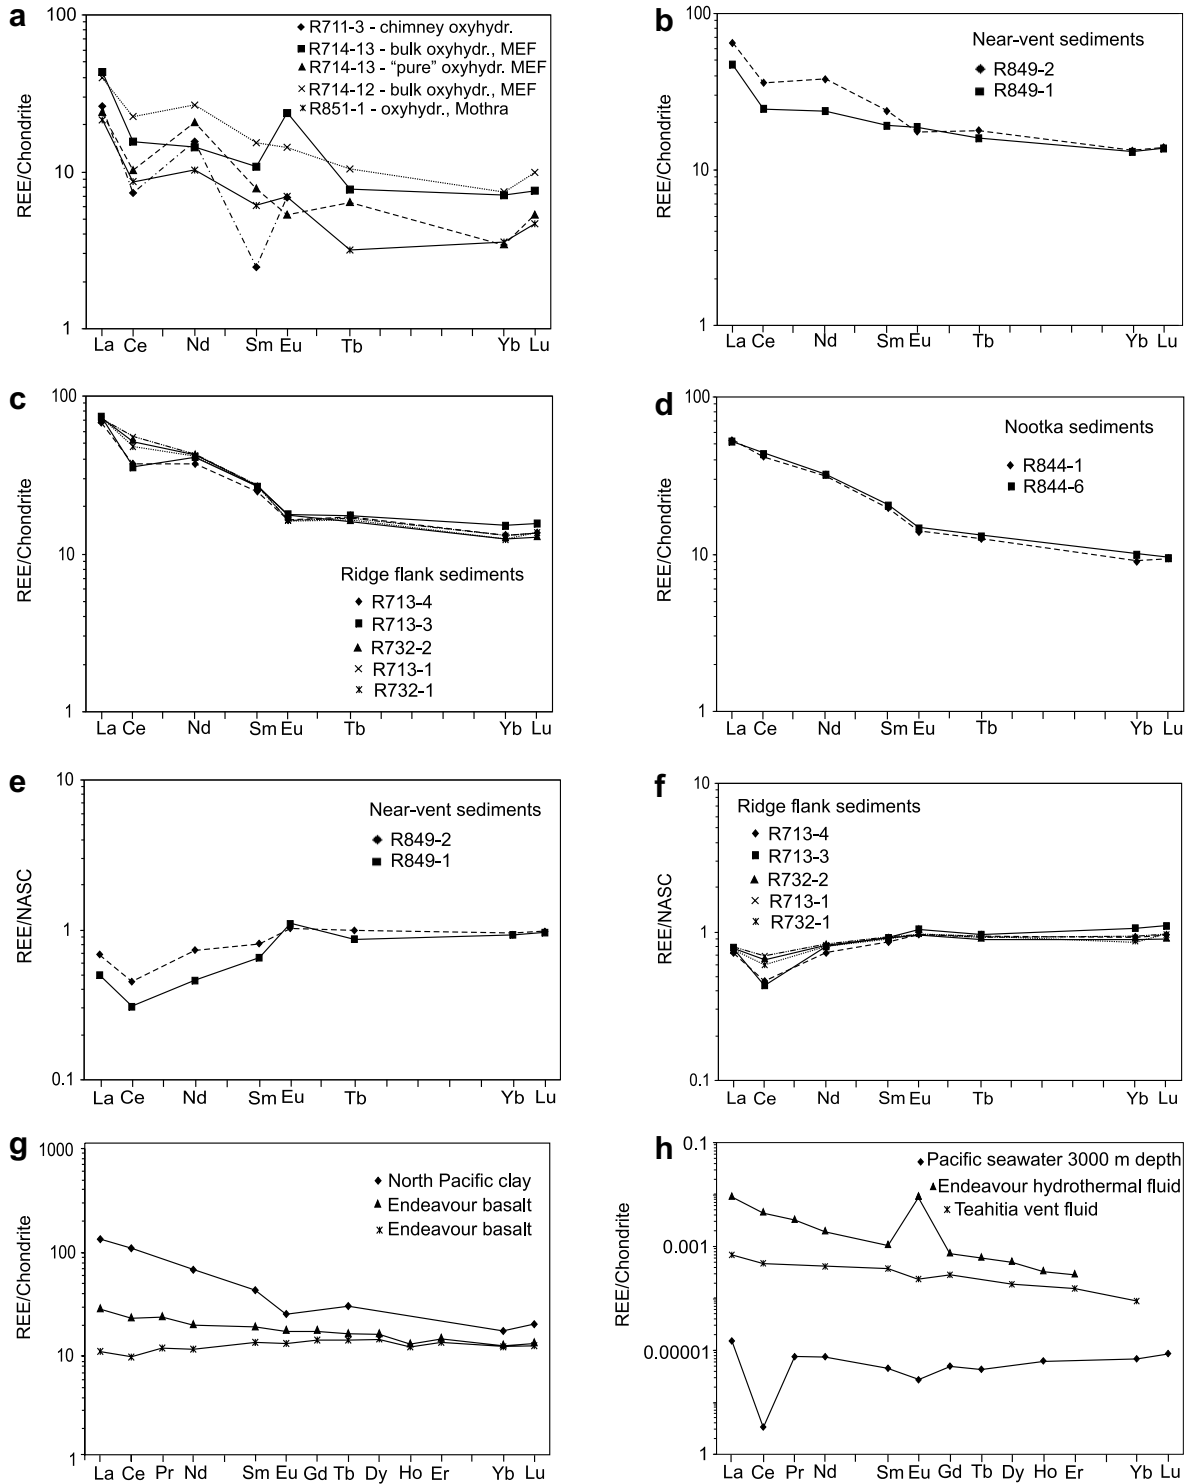 a
100
10
1
REE/Chondrite
R711-3 - chimney oxyhydr.
R714-13 - bulk oxyhydr., MEF
R714-13 - “pure” oxyhydr. MEF
R714-12 - bulk oxyhydr., MEF
R851-1 - oxyhydr., Mothra
La Ce Nd Sm Eu Tb Yb Lu
b
100
10
1
REE/Chondrite
Near-vent sediments
R849-2
R849-1
La Ce Nd Sm Eu Tb Yb Lu
c
100
10
1
REE/Chondrite
Ridge flank sediments
R713-4
R713-3
R732-2
R713-1
R732-1
La Ce Nd Sm Eu Tb Yb Lu
d
100
10
1
REE/Chondrite
Nootka sediments
R844-1
R844-6
La Ce Nd Sm Eu Tb Yb Lu
e
10
1
0.1
REE/NASC
Near-vent sediments
R849-2
R849-1
La Ce Nd Sm Eu Tb Yb Lu
f
10
1
0.1
REE/NASC
Ridge flank sediments
R713-4
R713-3
R732-2
R713-1
R732-1
La Ce Nd Sm Eu Tb Yb Lu
g
1000
100
10
1
REE/Chondrite
North Pacific clay
Endeavour basalt
Endeavour basalt
La Ce Pr Nd Sm Eu Gd Tb Dy Ho Er Yb Lu
h
0.1
0.001
0.00001
1
REE/Chondrite
Pacific seawater 3000 m depth
Endeavour hydrothermal fluid
Teahitia vent fluid
La Ce Pr Nd Sm Eu Gd Tb Dy Ho Er Yb Lu